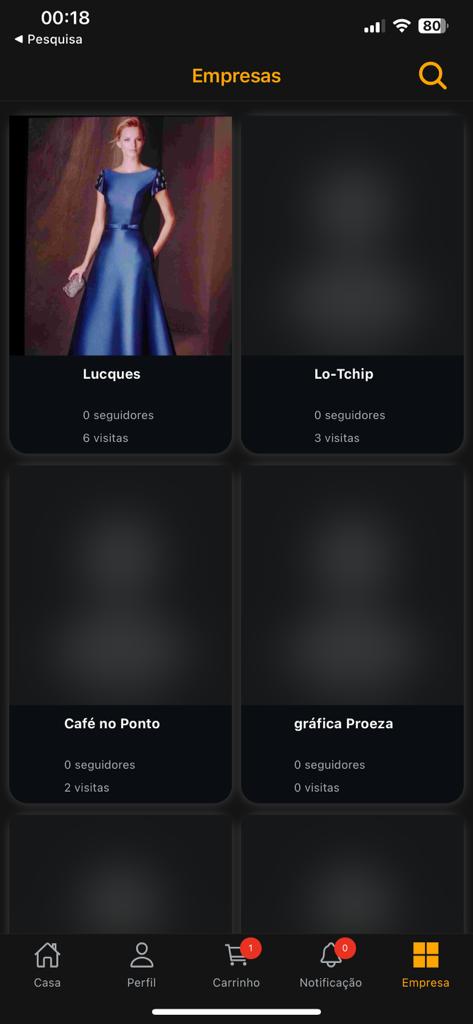 00:18
80
◀ Pesquisa
Empresas
Lucques
0 seguidores
6 visitas
Lo-Tchip
0 seguidores
3 visitas
Café no Ponto
0 seguidores
2 visitas
gráfica Proeza
0 seguidores
0 visitas
1
0
Casa
Perfil
Carrinho
Notificação
Empresa